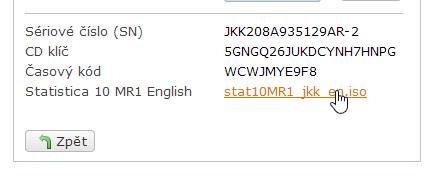 Sériové číslo (SN) JKK208A935129AR-2
CD klíč 5GNGQ26JUKDCYNH7HNPG
Časový kód WCWJMYE9F8
Statistica 10 MR1 English stat10MR1_jkk_en.iso
Zpět